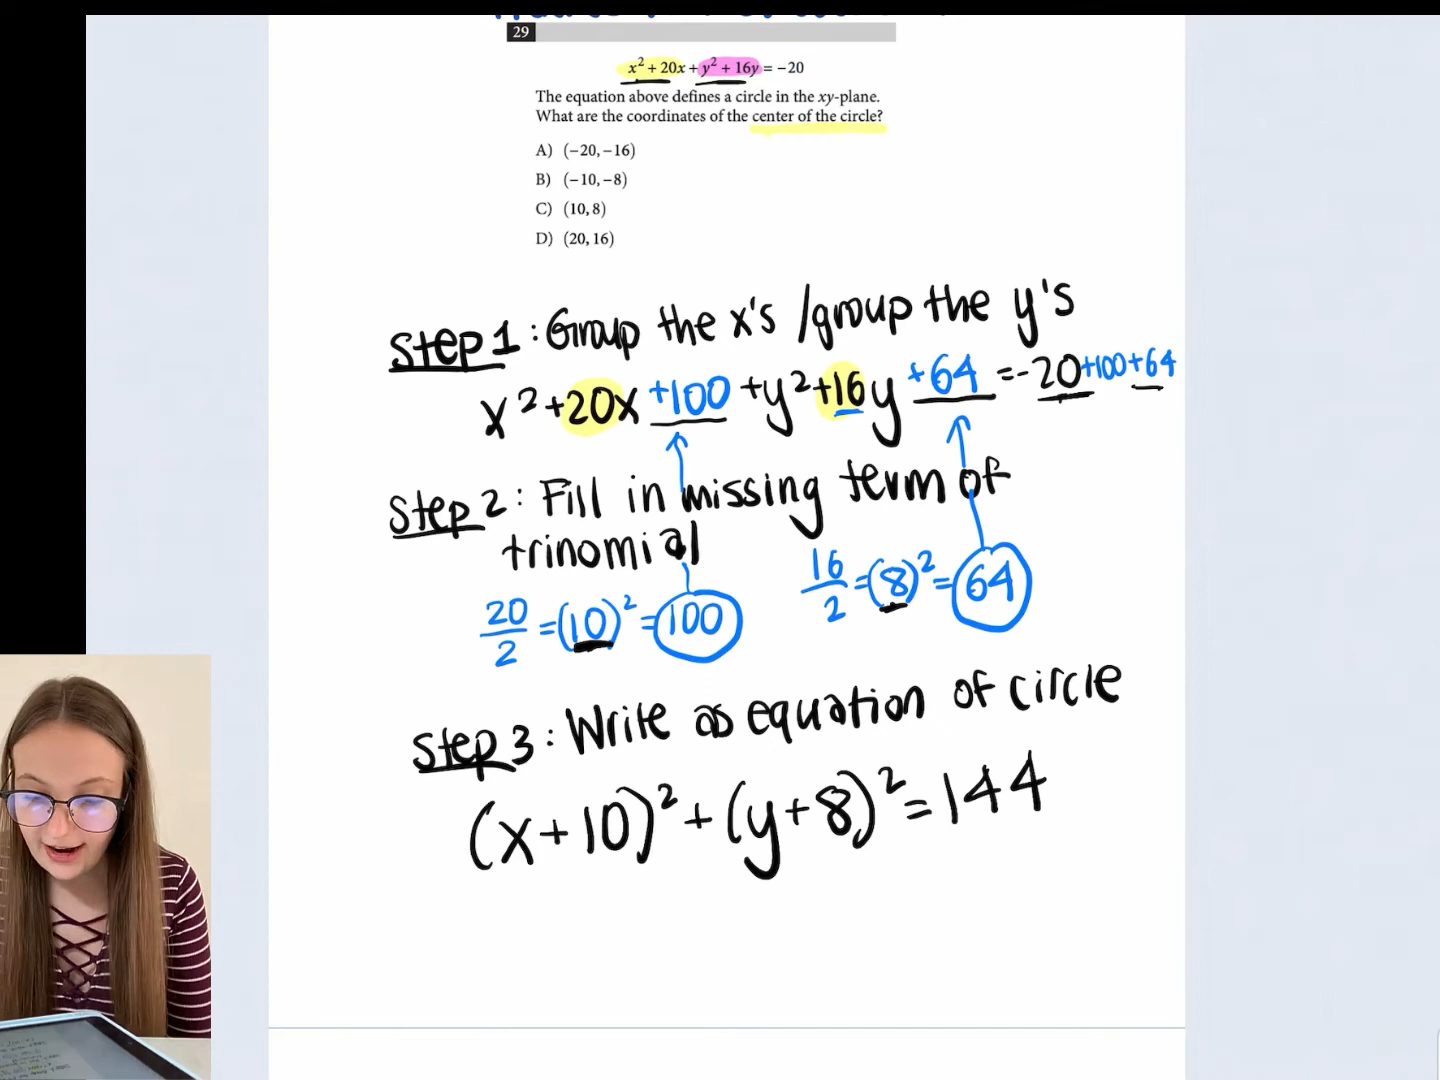 29
x² + 20x + y² + 16y = −20
The equation above defines a circle in the xy-plane.
What are the coordinates of the center of the circle?
A) (−20, −16)
B) (−10, −8)
C) (10, 8)
D) (20, 16)
Step 1: Group the x's /group the y's
x² + 20x +100 + y² + 16y +64 = -20 +100 +64
Step 2: Fill in missing term of
trinomial
20/2 = (10)² = 100
16/2 = (8)² = 64
Step 3: Write as equation of circle
(x+10)² + (y+8)² = 144